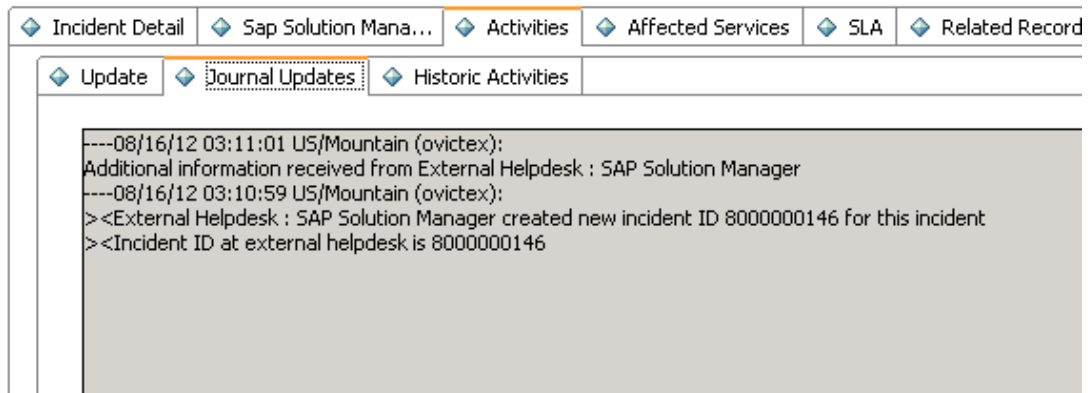 Incident Detail Sap Solution Mana... Activities Affected Services SLA Related Record
Update Journal Updates Historic Activities
----08/16/12 03:11:01 US/Mountain (ovictex):
Additional information received from External Helpdesk : SAP Solution Manager
----08/16/12 03:10:59 US/Mountain (ovictex):
><External Helpdesk : SAP Solution Manager created new incident ID 8000000146 for this incident
><Incident ID at external helpdesk is 8000000146